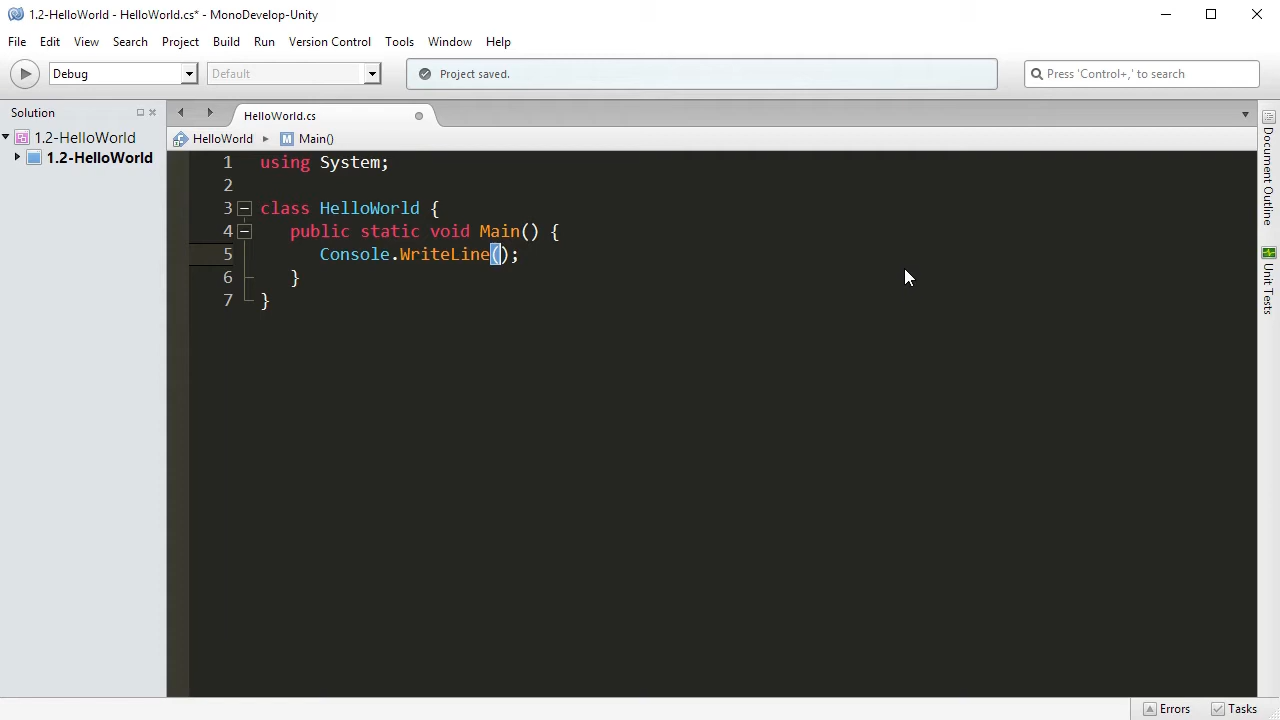 1.2-HelloWorld - HelloWorld.cs* - MonoDevelop-Unity
File Edit View Search Project Build Run Version Control Tools Window Help
Debug Default Project saved. Press 'Control+,' to search
Solution HelloWorld.cs
1.2-HelloWorld HelloWorld Main()
1.2-HelloWorld
1 using System;
2
3 class HelloWorld {
4 public static void Main() {
5 Console.WriteLine();
6 }
7 }
Document Outline
Unit Tests
Errors Tasks